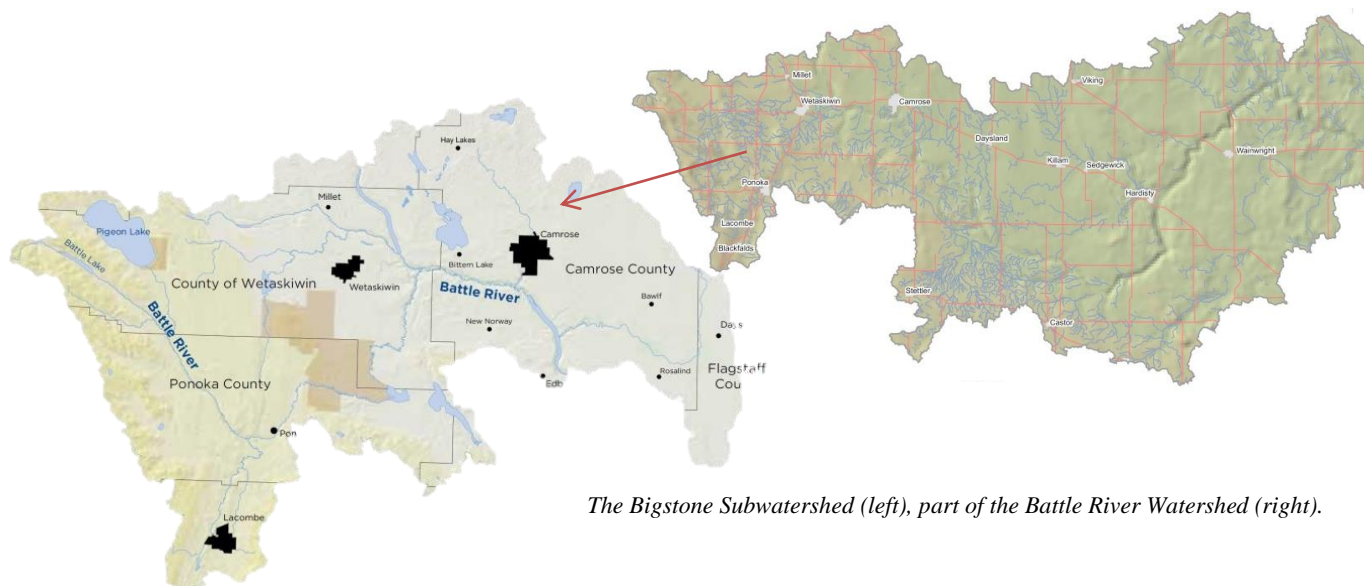 Hay Lakes
Millet
Pigeon Lake
Battle Lake
Camrose
Bittern Lake
County of Wetaskiwin
Wetaskiwin
Camrose County
Battle River
Battle River
Bawlf
New Norway
Ponoka County
Rosalind
Flagstaff
Edb
Pon
Lacombe
Millet
Wetaskiwin
Camrose
Viking
Daysland
Killam
Sedgewick
Wainwright
Ponoka
Hardisty
Lacombe
Blackfalds
Stettler
Castor
The Bigstone Subwatershed (left), part of the Battle River Watershed (right).